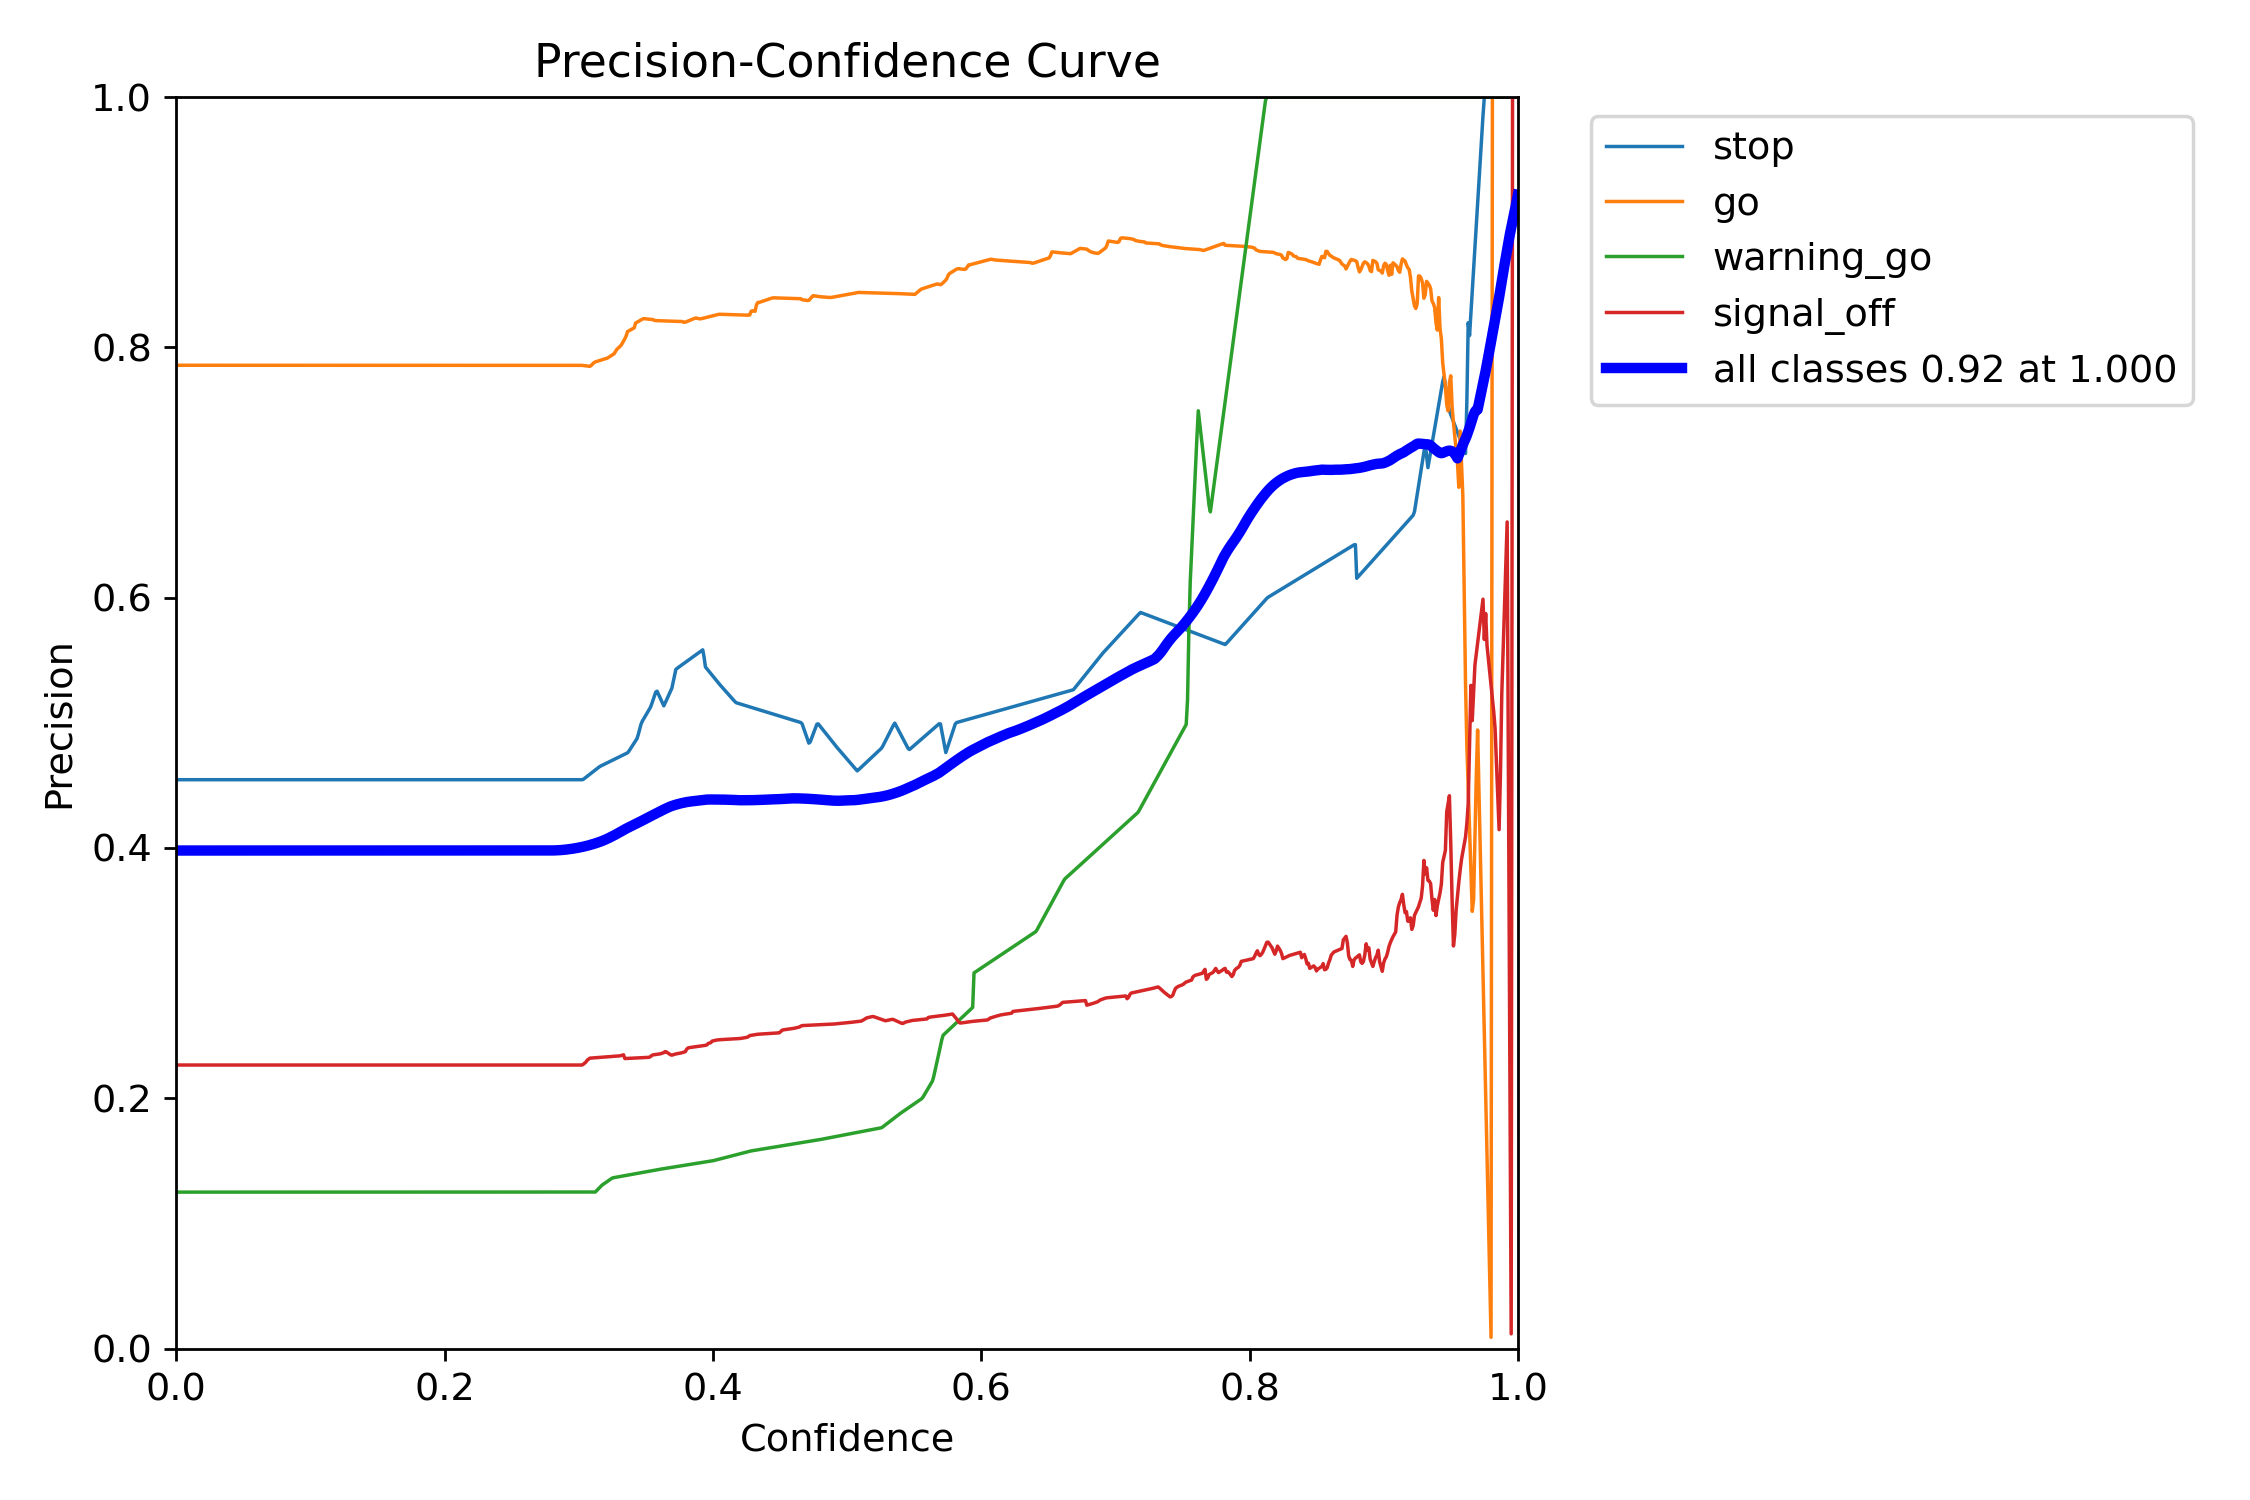 Precision-Confidence Curve
1.0
0.8
0.6
0.4
0.2
0.0
Precision
0.0 0.2 0.4 0.6 0.8 1.0
Confidence
stop
go
warning_go
signal_off
all classes 0.92 at 1.000